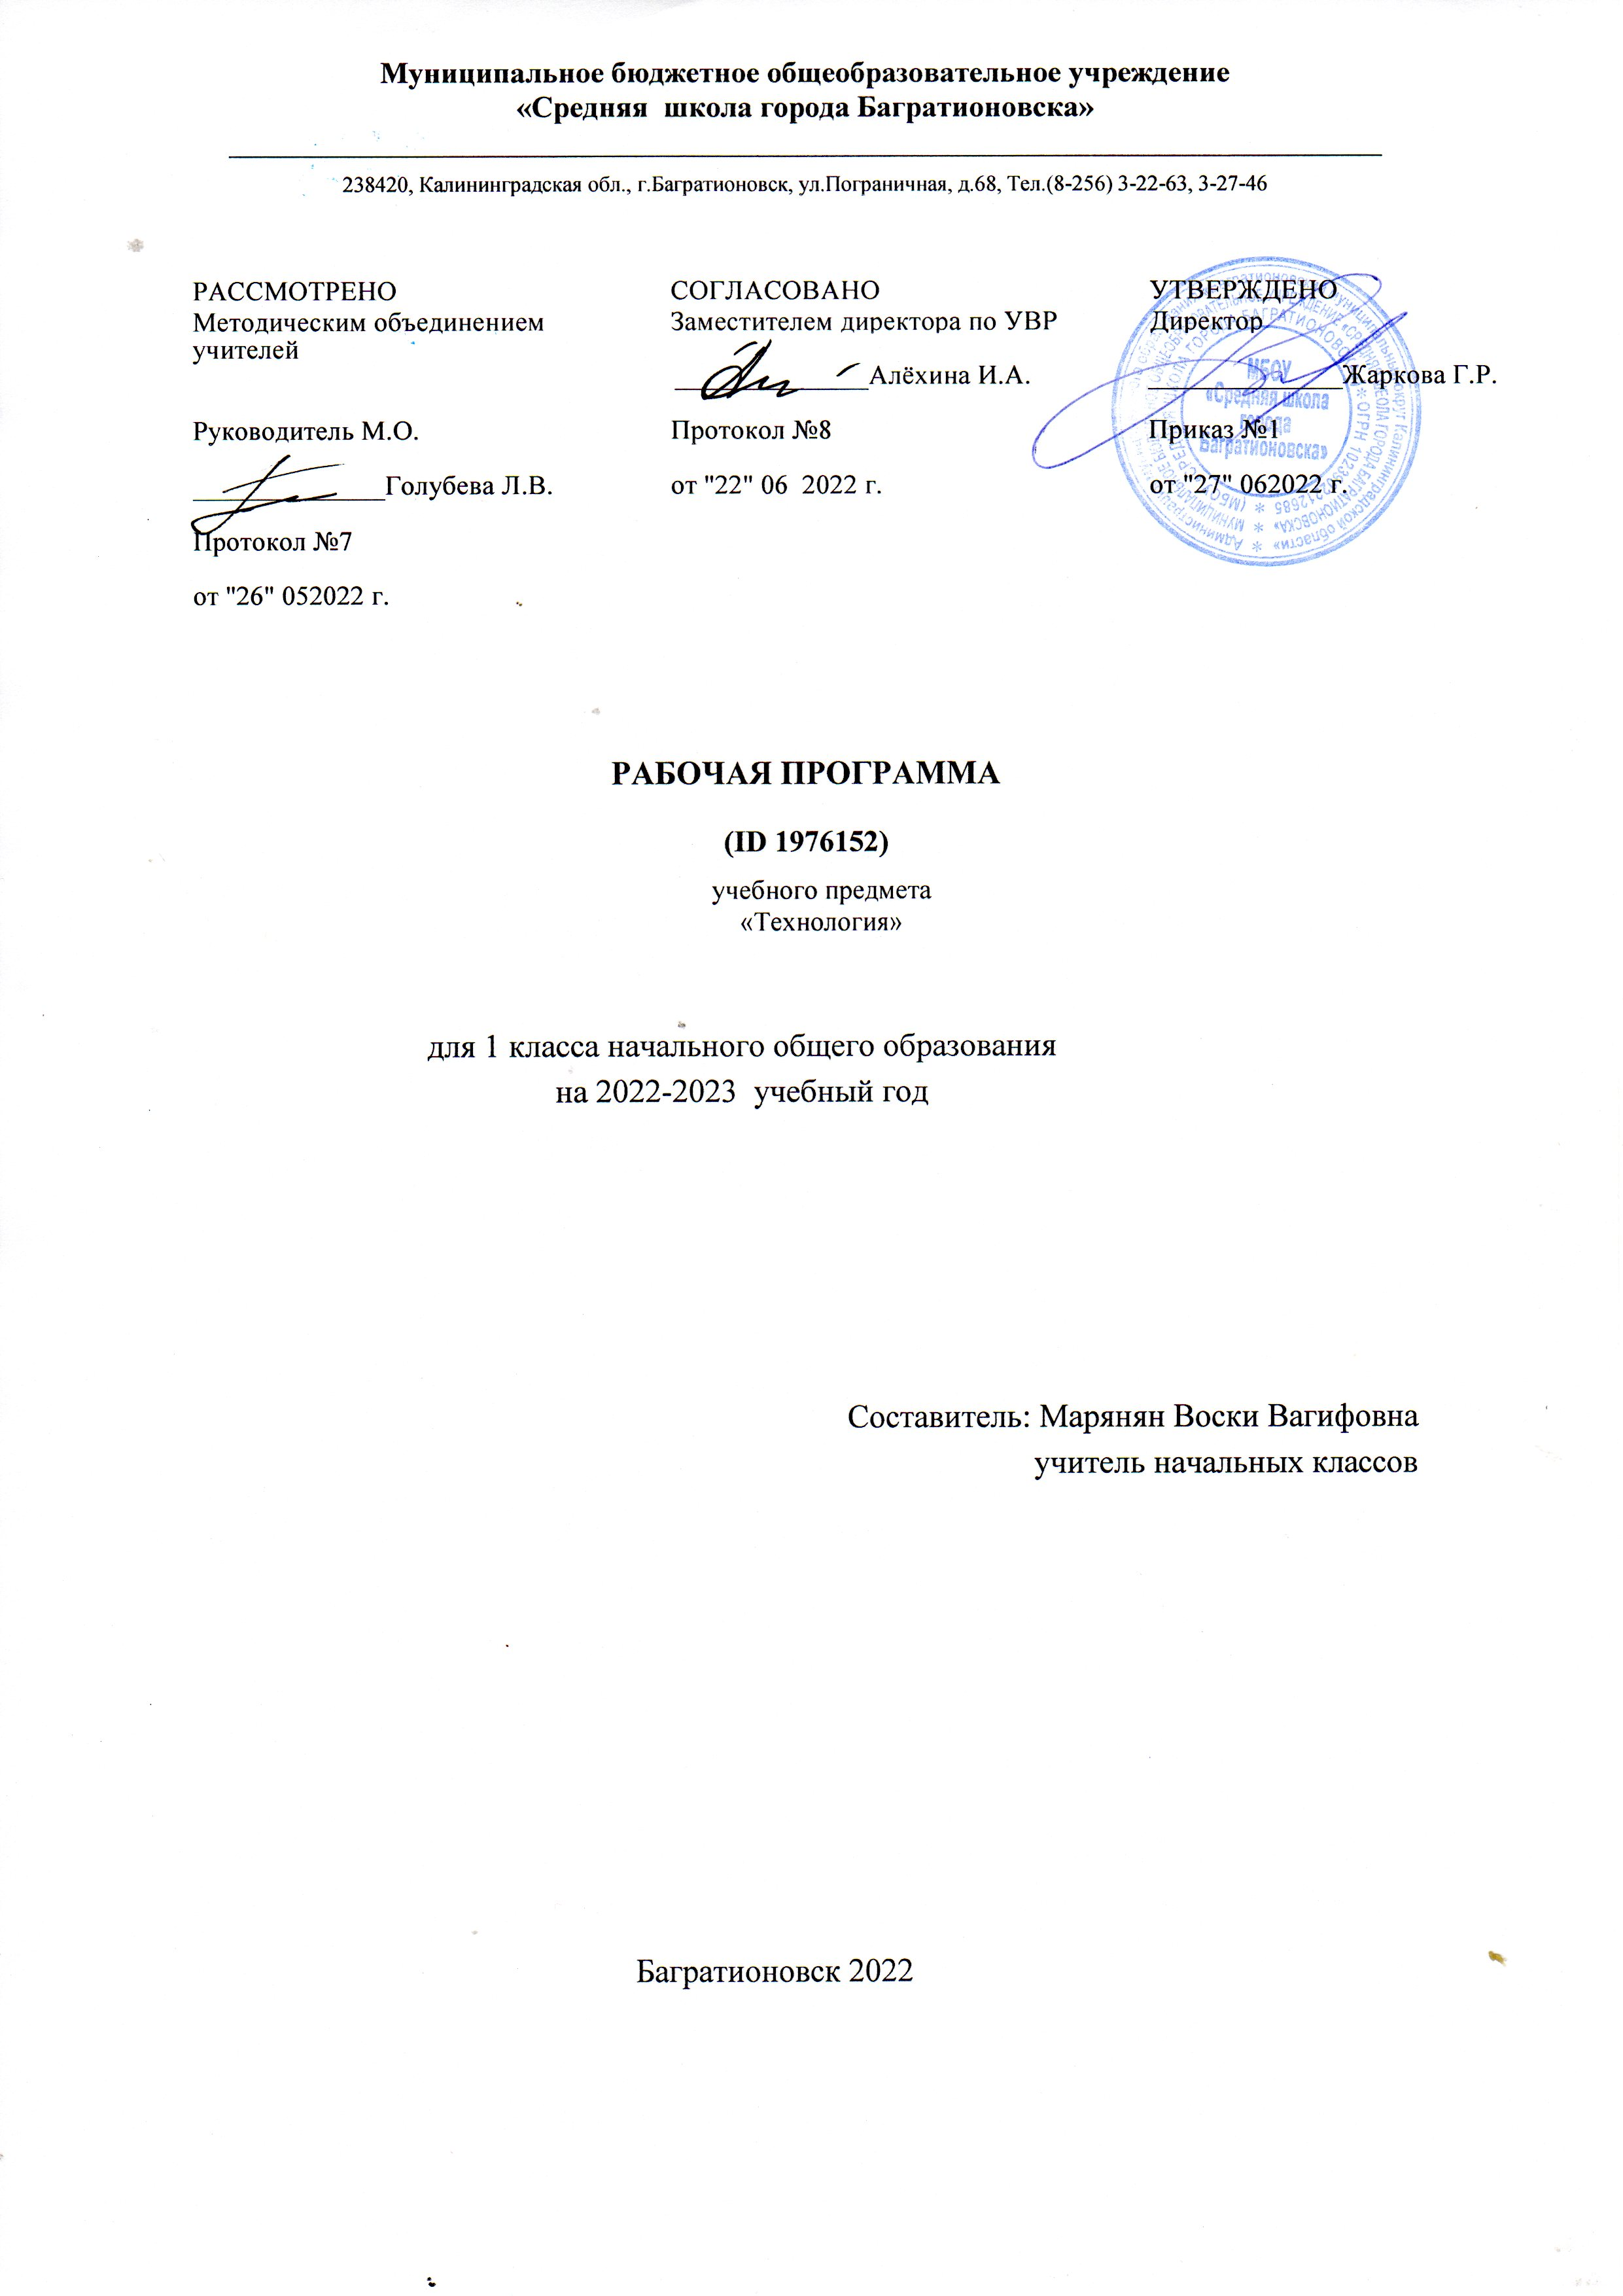 Муниципальное бюджетное общеобразовательное учреждение
«Средняя школа города Багратионовска»
238420, Калининградская обл., г.Багратионовск, ул.Пограничная, д.68, Тел.(8-256) 3-22-63, 3-27-46
РАССМОТРЕНО
Методическим объединением
учителей
Руководитель М.О.
Голубева Л.В.
Протокол №7
от "26" 052022 г.
СОГЛАСОВАНО
Заместителем директора по УВР
Алёхина И.А.
Протокол №8
от "22" 06 2022 г.
УТВЕРЖДЕНО
Директор
Жаркова Г.Р.
Приказ №1
от "27" 062022 г.
МБОУ
«Средняя школа
города
Багратионовска»
РАБОЧАЯ ПРОГРАММА
(ID 1976152)
учебного предмета
«Технология»
для 1 класса начального общего образования
на 2022-2023 учебный год
Составитель: Марянян Воски Вагифовна
учитель начальных классов
Багратионовск 2022